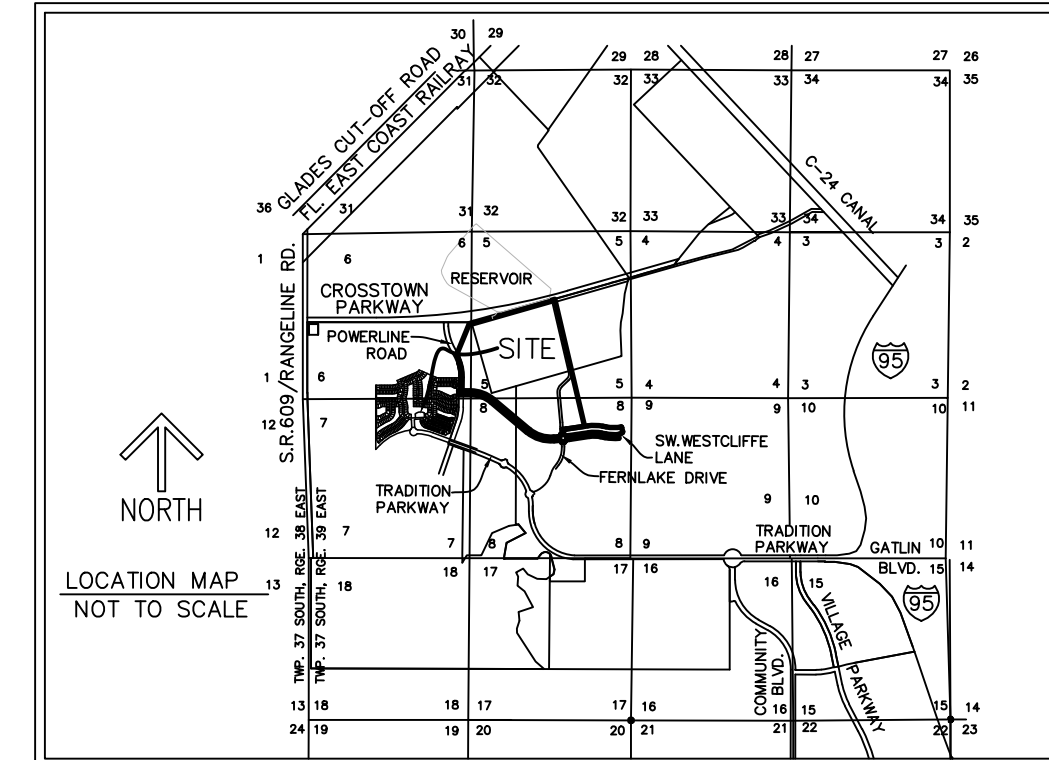 30 29
29 28
28 27
27 26
31 32
32 33
33 34
34 35
GLADES CUT-OFF ROAD
FL. EAST COAST RAILRAY
C-24 CANAL
36
31
31 32
32 33
33 34
34 35
1
6
6 5
5 4
4 3
3 2
S.R.609/RANGELINE RD.
RESERVOIR
CROSSTOWN
PARKWAY
POWERLINE
ROAD
SITE
95
1
6
5
5 4
4 3
3 2
12
7
8
8 9
9 10
10 11
SW.WESTCLIFFE
LANE
FERNLAKE DRIVE
TRADITION
PARKWAY
NORTH
9 10
12
7
7 8
8 9
TRADITION
PARKWAY
GATLIN
BLVD.
10 11
LOCATION MAP
NOT TO SCALE
13
18
18 17
17 16
16 15
15 14
95
TWP. 37 SOUTH, RGE. 38 EAST
TWP. 37 SOUTH, RGE. 39 EAST
COMMUNITY
BLVD.
VILLAGE PARKWAY
13 18
18 17
17 16
16 15
15 14
24 19
19 20
20 21
21 22
22 23